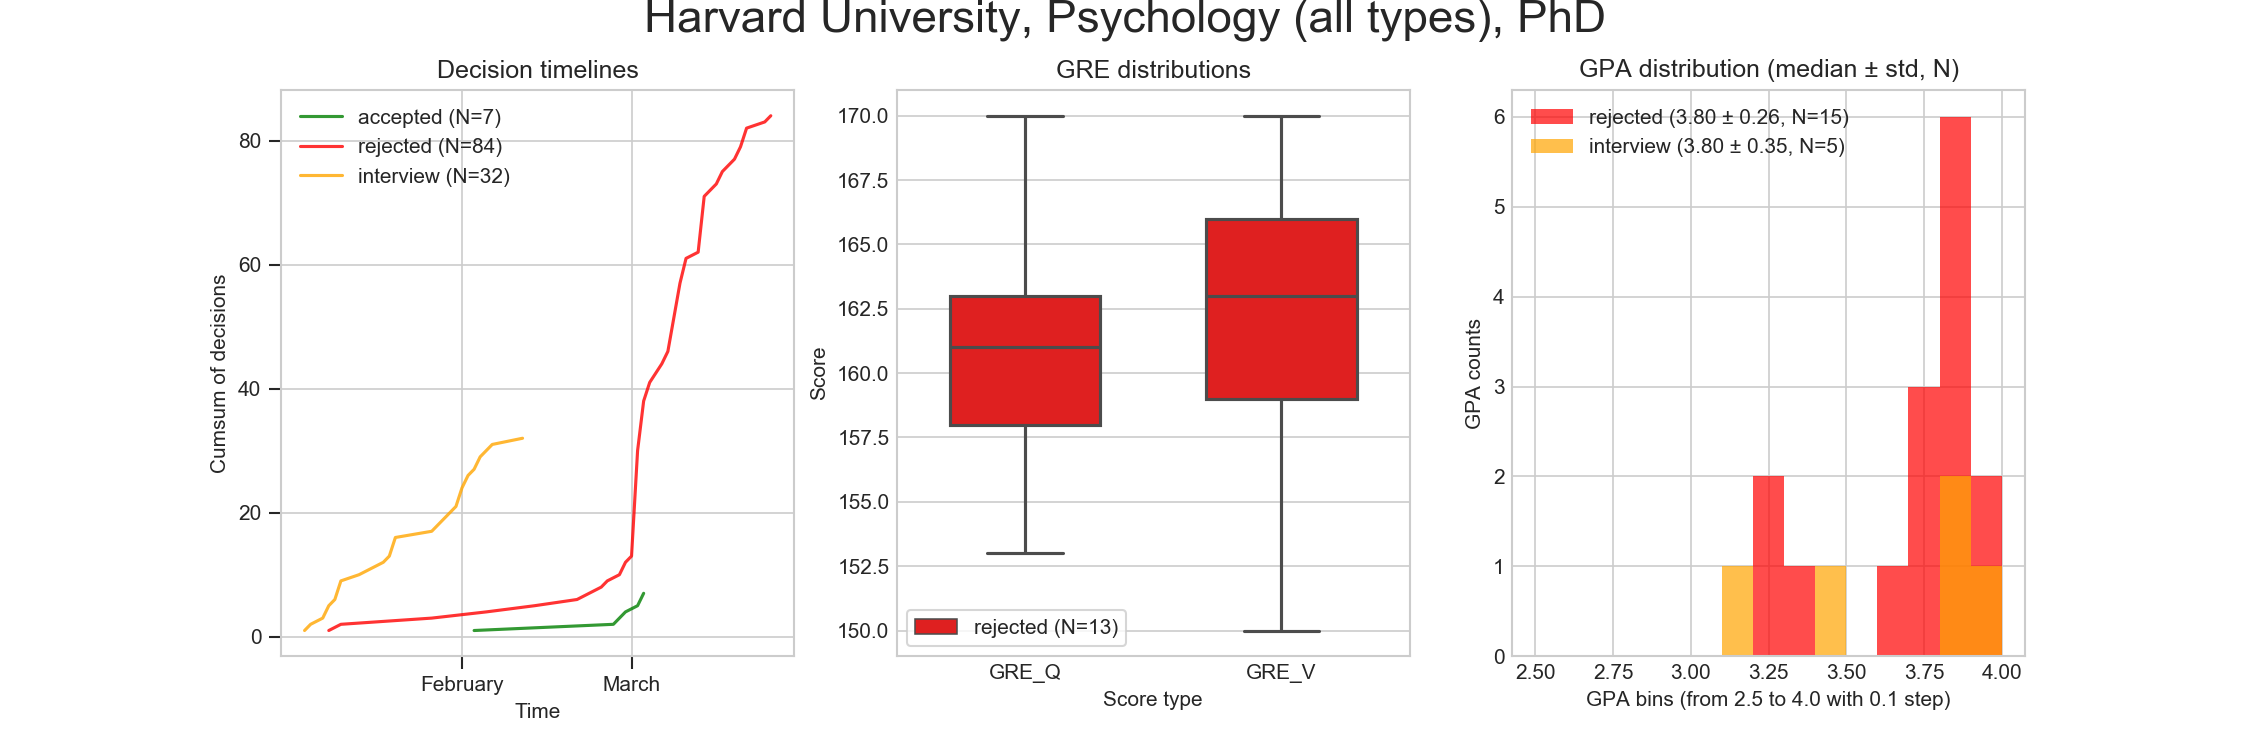 Harvard University, Psychology (all types), PhD
Decision timelines
accepted (N=7)
rejected (N=84)
interview (N=32)
80
60
40
20
0
Cumsum of decisions
February
March
Time
GRE distributions
170.0
167.5
165.0
162.5
160.0
157.5
155.0
152.5
150.0
Score
rejected (N=13)
GRE_Q
GRE_V
Score type
GPA distribution (median ± std, N)
rejected (3.80 ± 0.26, N=15)
interview (3.80 ± 0.35, N=5)
6
5
4
3
2
1
0
GPA counts
2.50
2.75
3.00
3.25
3.50
3.75
4.00
GPA bins (from 2.5 to 4.0 with 0.1 step)